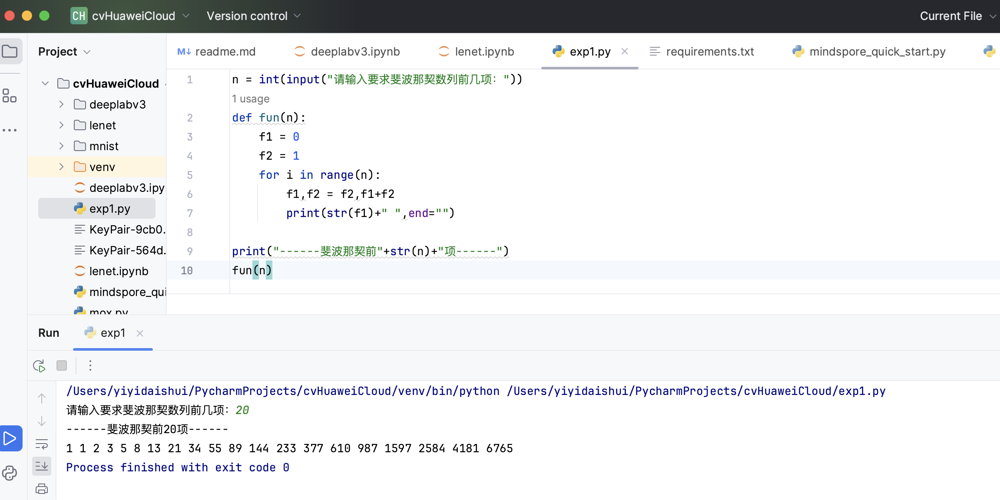 CH cvHuaweiCloud Version control Current File
Project
readme.md deeplabv3.ipynb lenet.ipynb exp1.py requirements.txt mindspore_quick_start.py
cvHuaweiCloud
deeplabv3
lenet
mnist
venv
deeplabv3.ipy
exp1.py
KeyPair-9cb0.
KeyPair-564d.
lenet.ipynb
mindspore_qui
mox.py
1 n = int(input("请输入要求斐波那契数列前几项: "))
1 usage
2 def fun(n):
3 f1 = 0
4 f2 = 1
5 for i in range(n):
6 f1,f2 = f2,f1+f2
7 print(str(f1)+" ",end="")
8
9 print("------斐波那契前"+str(n)+"项------")
10 fun(n)
Run exp1
/Users/yiyidaishui/PycharmProjects/cvHuaweiCloud/venv/bin/python /Users/yiyidaishui/PycharmProjects/cvHuaweiCloud/exp1.py
请输入要求斐波那契数列前几项: 20
------斐波那契前20项------
1 1 2 3 5 8 13 21 34 55 89 144 233 377 610 987 1597 2584 4181 6765
Process finished with exit code 0